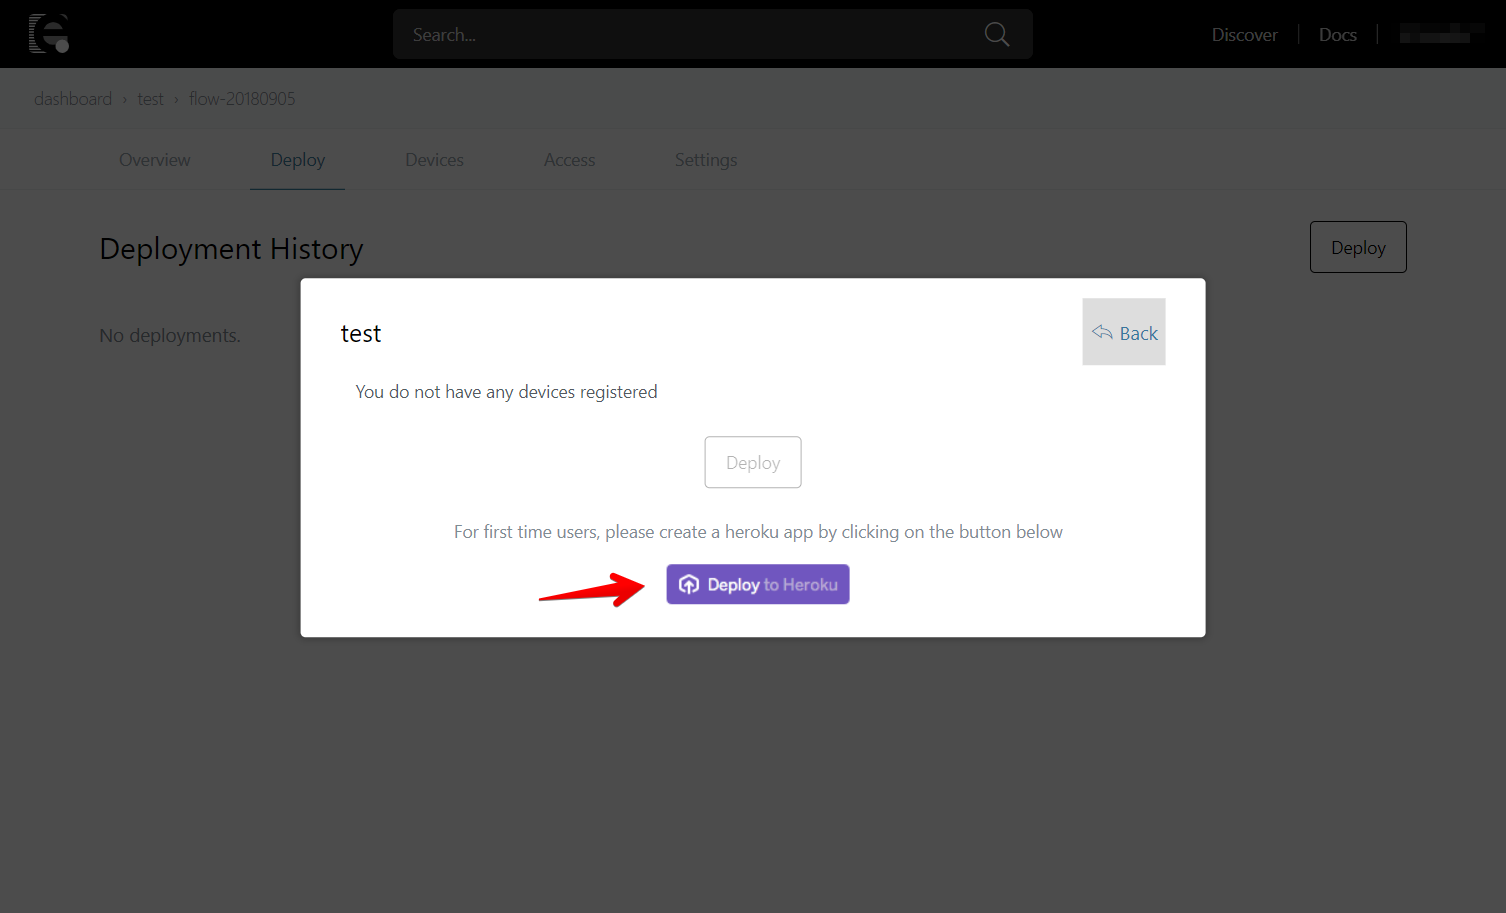 Search...
Discover
Docs
dashboard › test › flow-20180905
Overview
Deploy
Devices
Access
Settings
Deployment History
Deploy
No deployments.
test
Back
You do not have any devices registered
Deploy
For first time users, please create a heroku app by clicking on the button below
Deploy to Heroku